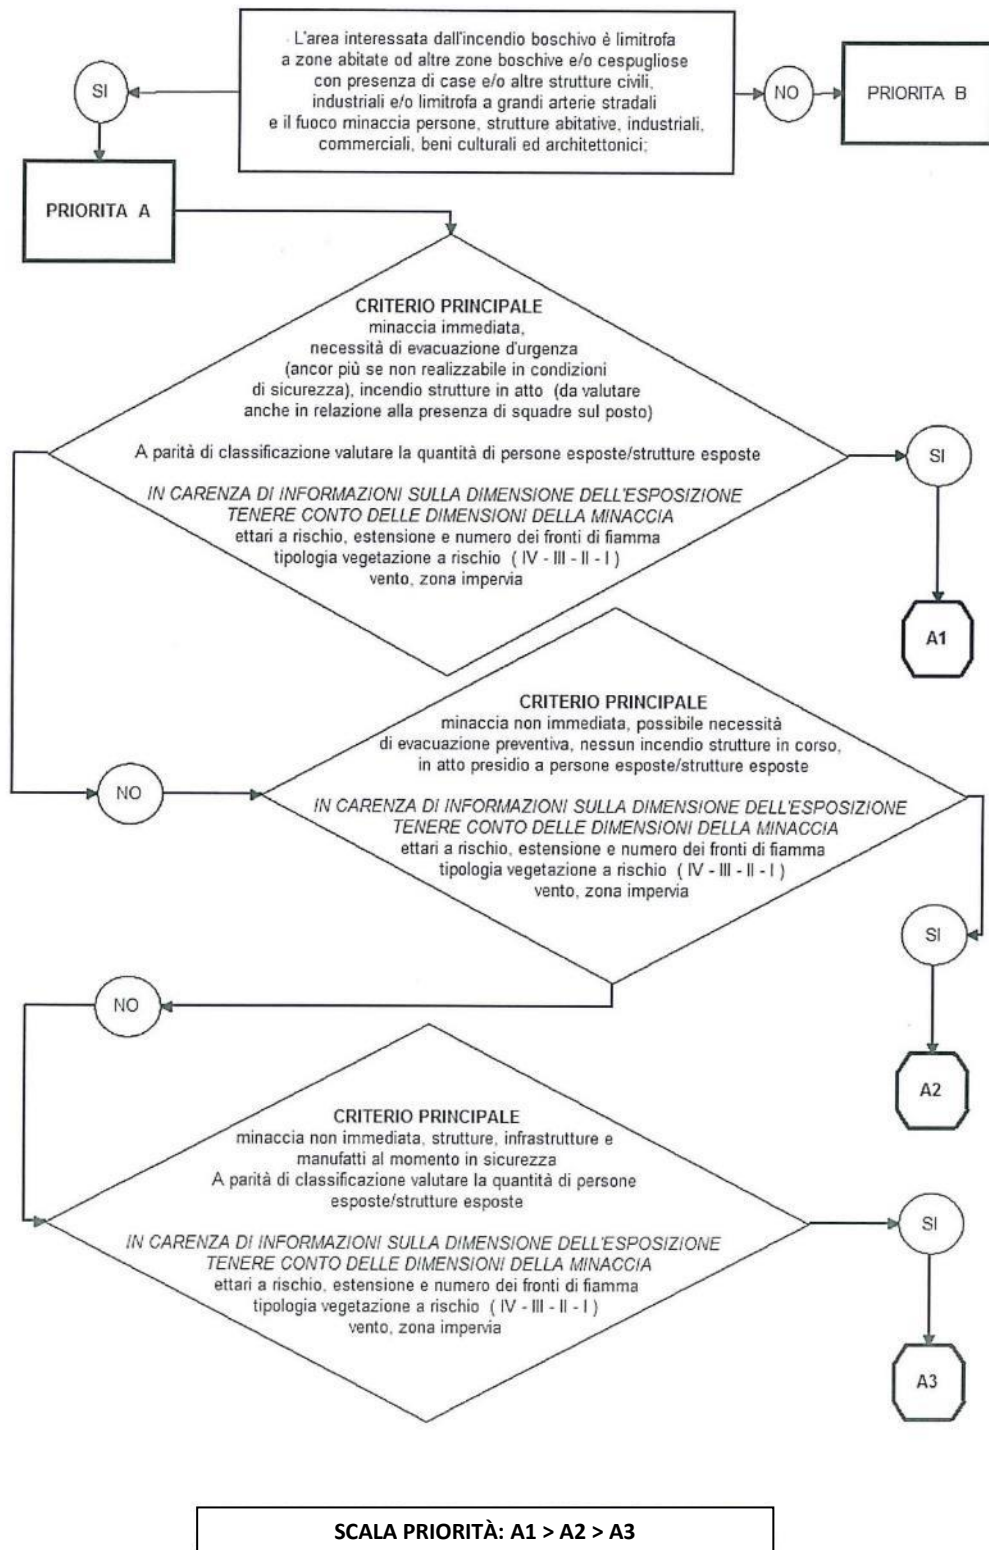 L'area interessata dall'incendio boschivo è limitrofa
a zone abitate od altre zone boschive e/o cespugliose
con presenza di case e/o altre strutture civili,
industriali e/o limitrofa a grandi arterie stradali
e il fuoco minaccia persone, strutture abitative, industriali,
commerciali, beni culturali ed architettonici;
SI
NO
PRIORITA B
PRIORITA A
CRITERIO PRINCIPALE
minaccia immediata,
necessità di evacuazione d'urgenza
(ancor più se non realizzabile in condizioni
di sicurezza), incendio strutture in atto (da valutare
anche in relazione alla presenza di squadre sul posto)
A parità di classificazione valutare la quantità di persone esposte/strutture esposte
IN CARENZA DI INFORMAZIONI SULLA DIMENSIONE DELL'ESPOSIZIONE
TENERE CONTO DELLE DIMENSIONI DELLA MINACCIA
ettari a rischio, estensione e numero dei fronti di fiamma
tipologia vegetazione a rischio ( IV - III - II - I )
vento, zona impervia
SI
A1
NO
CRITERIO PRINCIPALE
minaccia non immediata, possibile necessità
di evacuazione preventiva, nessun incendio strutture in corso,
in atto presidio a persone esposte/strutture esposte
IN CARENZA DI INFORMAZIONI SULLA DIMENSIONE DELL'ESPOSIZIONE
TENERE CONTO DELLE DIMENSIONI DELLA MINACCIA
ettari a rischio, estensione e numero dei fronti di fiamma
tipologia vegetazione a rischio ( IV - III - II - I )
vento, zona impervia
SI
A2
NO
CRITERIO PRINCIPALE
minaccia non immediata, strutture, infrastrutture e
manufatti al momento in sicurezza
A parità di classificazione valutare la quantità di persone
esposte/strutture esposte
IN CARENZA DI INFORMAZIONI SULLA DIMENSIONE DELL'ESPOSIZIONE
TENERE CONTO DELLE DIMENSIONI DELLA MINACCIA
ettari a rischio, estensione e numero dei fronti di fiamma
tipologia vegetazione a rischio ( IV - III - II - I )
vento, zona impervia
SI
A3
SCALA PRIORITÀ: A1 > A2 > A3